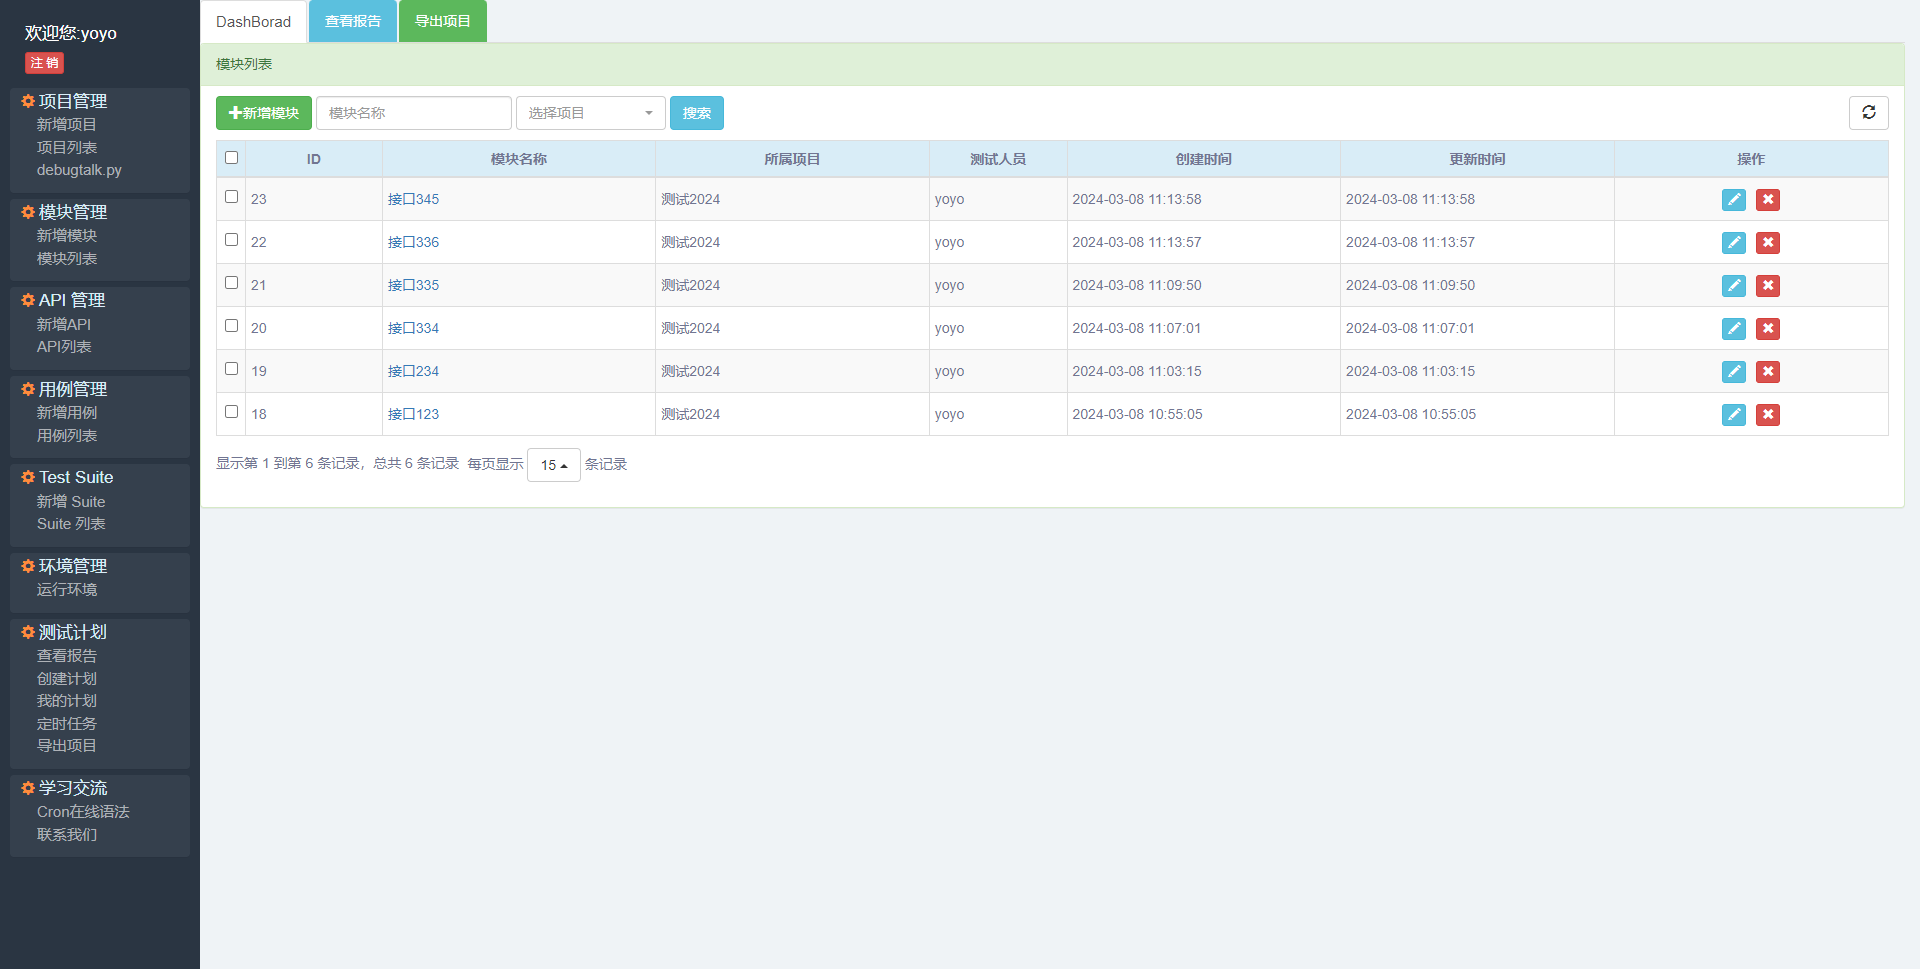 欢迎您:yoyo
注 销
项目管理
新增项目
项目列表
debugtalk.py
模块管理
新增模块
模块列表
API 管理
新增API
API列表
用例管理
新增用例
用例列表
Test Suite
新增 Suite
Suite 列表
环境管理
运行环境
测试计划
查看报告
创建计划
我的计划
定时任务
导出项目
学习交流
Cron在线语法
联系我们
DashBorad 查看报告 导出项目
模块列表
新增模块 模块名称 选择项目 搜索
ID 模块名称 所属项目 测试人员 创建时间 更新时间 操作
23 接口345 测试2024 yoyo 2024-03-08 11:13:58 2024-03-08 11:13:58
22 接口336 测试2024 yoyo 2024-03-08 11:13:57 2024-03-08 11:13:57
21 接口335 测试2024 yoyo 2024-03-08 11:09:50 2024-03-08 11:09:50
20 接口334 测试2024 yoyo 2024-03-08 11:07:01 2024-03-08 11:07:01
19 接口234 测试2024 yoyo 2024-03-08 11:03:15 2024-03-08 11:03:15
18 接口123 测试2024 yoyo 2024-03-08 10:55:05 2024-03-08 10:55:05
显示第 1 到第 6 条记录，总共 6 条记录 每页显示 15 条记录